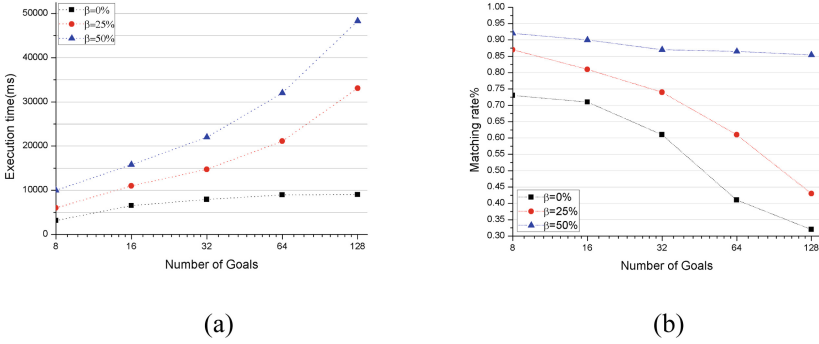 β=0%
β=25%
β=50%
50000
40000
30000
20000
10000
0
Execution time(ms)
8 16 32 64 128
Number of Goals
(a)
1.00
0.95
0.90
0.85
0.80
0.75
0.70
0.65
0.60
0.55
0.50
0.45
0.40
0.35
0.30
Matching rate%
β=0%
β=25%
β=50%
8 16 32 64 128
Number of Goals
(b)